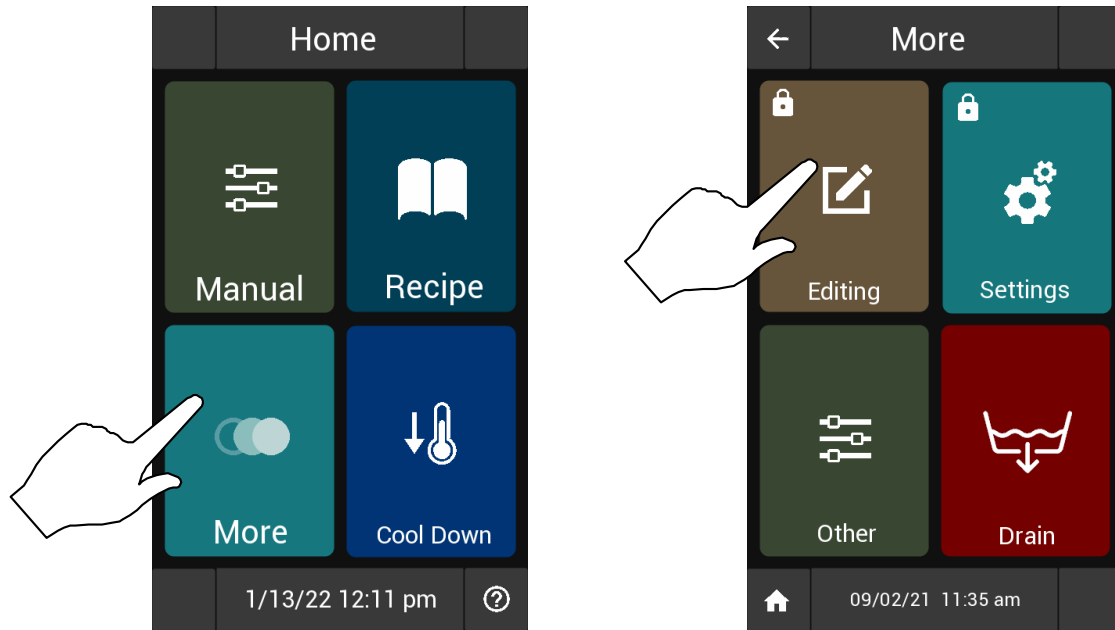 Home
Manual
Recipe
More
Cool Down
1/13/22 12:11 pm
More
Editing
Settings
Other
Drain
09/02/21 11:35 am